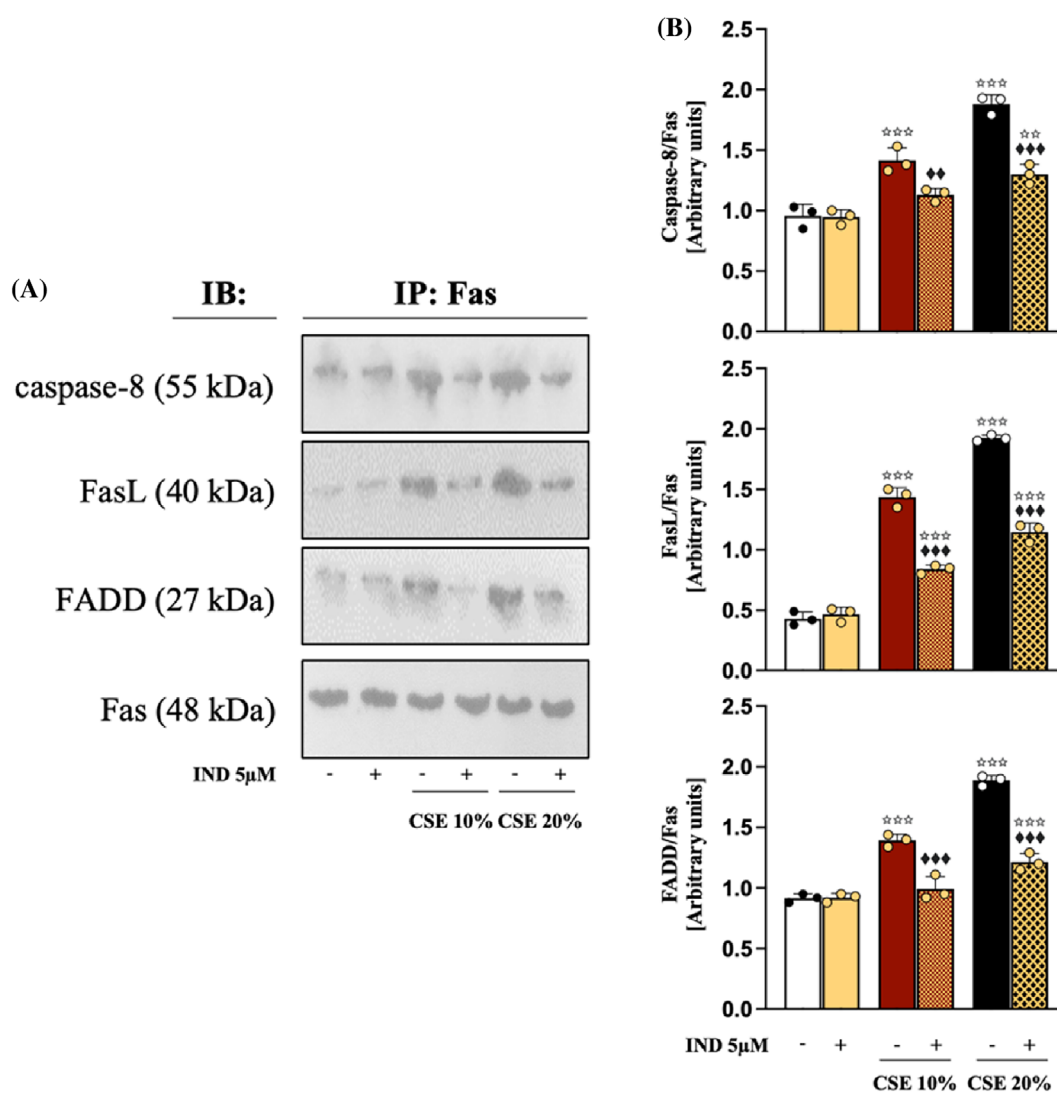 (A)
IB: IP: Fas
caspase-8 (55 kDa)
FasL (40 kDa)
FADD (27 kDa)
Fas (48 kDa)
IND 5μM - + - + - +
CSE 10% CSE 20%
(B)
Caspase-8/Fas
[Arbitrary units]
2.5
2.0
1.5
1.0
0.5
0.0
☆☆☆
♦♦
☆☆☆
☆☆
♦♦♦
FasL/Fas
[Arbitrary units]
2.5
2.0
1.5
1.0
0.5
0.0
☆☆☆
☆☆☆
♦♦♦
☆☆☆
☆☆☆
♦♦♦
FADD/Fas
[Arbitrary units]
2.5
2.0
1.5
1.0
0.5
0.0
☆☆☆
♦♦♦
☆☆☆
☆☆☆
♦♦♦
IND 5μM - + - + - +
CSE 10% CSE 20%